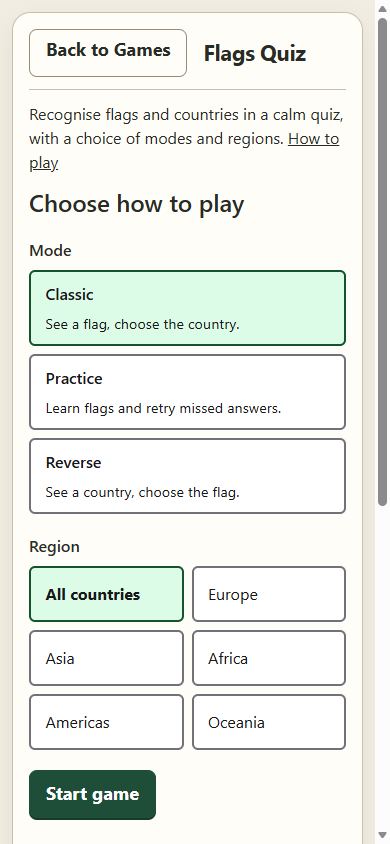 Back to Games
Flags Quiz
Recognise flags and countries in a calm quiz,
with a choice of modes and regions. How to
play
Choose how to play
Mode
Classic
See a flag, choose the country.
Practice
Learn flags and retry missed answers.
Reverse
See a country, choose the flag.
Region
All countries
Europe
Asia
Africa
Americas
Oceania
Start game